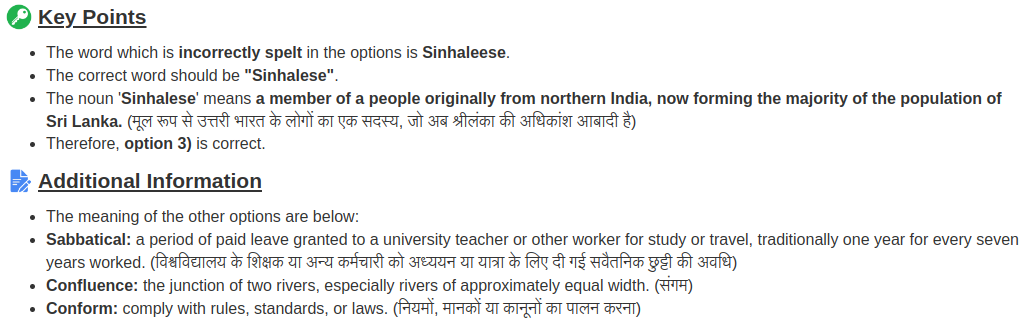 Key Points
• The word which is incorrectly spelt in the options is Sinhaleese.
• The correct word should be "Sinhalese".
• The noun 'Sinhalese' means a member of a people originally from northern India, now forming the majority of the population of
Sri Lanka. (मूल रूप से उत्तरी भारत के लोगों का एक सदस्य, जो अब श्रीलंका की अधिकांश आबादी है)
• Therefore, option 3) is correct.
Additional Information
• The meaning of the other options are below:
• Sabbatical: a period of paid leave granted to a university teacher or other worker for study or travel, traditionally one year for every seven
years worked. (विश्वविद्यालय के शिक्षक या अन्य कर्मचारी को अध्ययन या यात्रा के लिए दी गई सवैतनिक छुट्टी की अवधि)
• Confluence: the junction of two rivers, especially rivers of approximately equal width. (संगम)
• Conform: comply with rules, standards, or laws. (नियमों, मानकों या कानूनों का पालन करना)